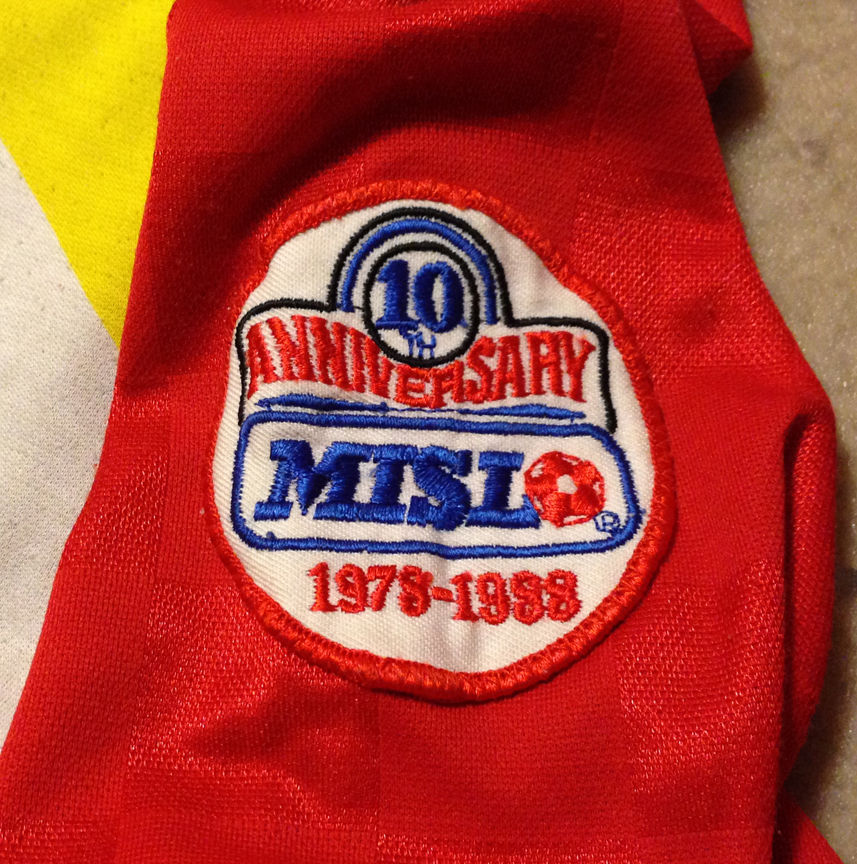 10
TH
ANNIVERSARY
MISL ®
1978-1988